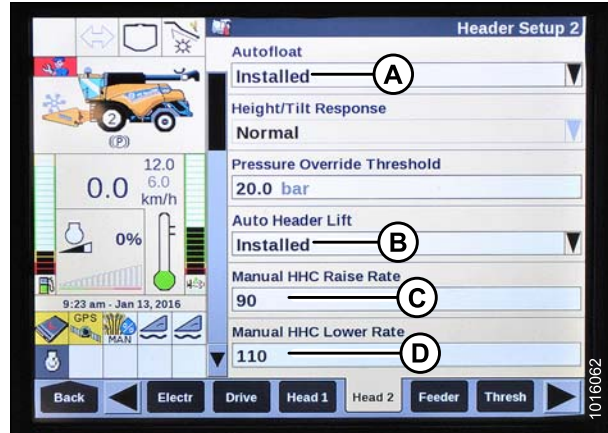 Header Setup 2
Autofloat
Installed
A
Height/Tilt Response
Normal
Pressure Override Threshold
20.0 bar
Auto Header Lift
Installed
B
Manual HHC Raise Rate
90
C
Manual HHC Lower Rate
110
D
2
(P)
12.0
6.0
0.0
km/h
0%
9:23 am - Jan 13, 2016
GPS
MAN
Back
Electr
Drive
Head 1
Head 2
Feeder
Thresh
1016062